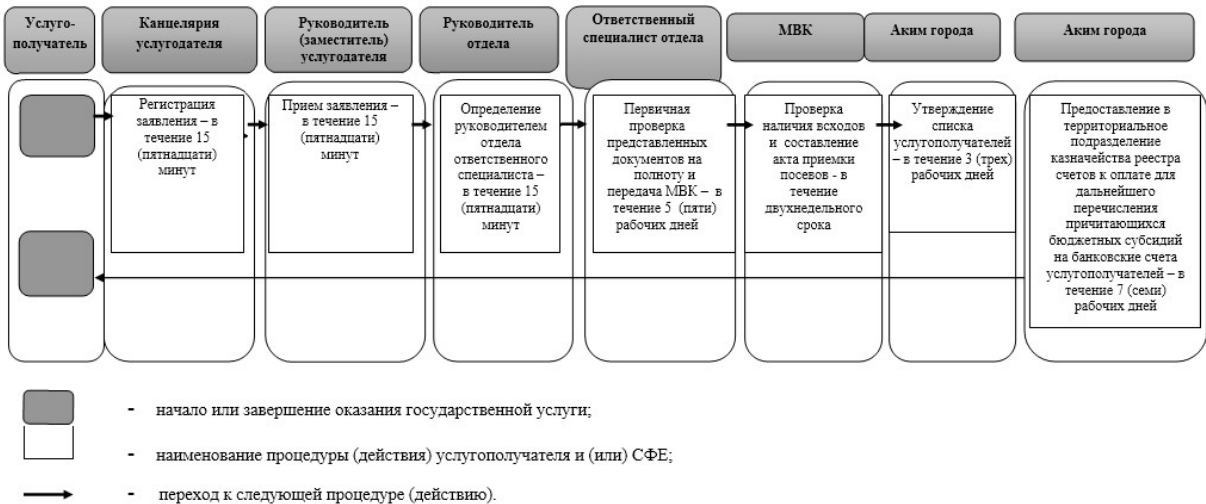 Услуго-
получатель
Канцелярия
услугодателя
Руководитель
(заместитель)
услугодателя
Руководитель
отдела
Ответственный
специалист отдела
МВК
Аким города
Аким города
Регистрация
заявления – в
течение 15
(пятнадцати)
минут
Прием заявления –
в течение 15
(пятнадцати)
минут
Определение
руководителем
отдела
ответственного
специалиста –
в течение 15
(пятнадцати)
минут
Первичная
проверка
представленных
документов на
полноту и
передача МВК – в
течение 5 (пяти)
рабочих дней
Проверка
наличия всходов
и составление
акта приемки
посевов - в
течение
двухнедельного
срока
Утверждение
списка
услугополучателей
– в течение 3 (трех)
рабочих дней
Предоставление в
территориальное
подразделение
казначейства реестра
счетов к оплате для
дальнейшего
перечисления
причитающихся
бюджетных субсидий
на банковские счета
услугополучателей – в
течение 7 (семи)
рабочих дней
- начало или завершение оказания государственной услуги;
- наименование процедуры (действия) услугополучателя и (или) СФЕ;
- переход к следующей процедуре (действию).